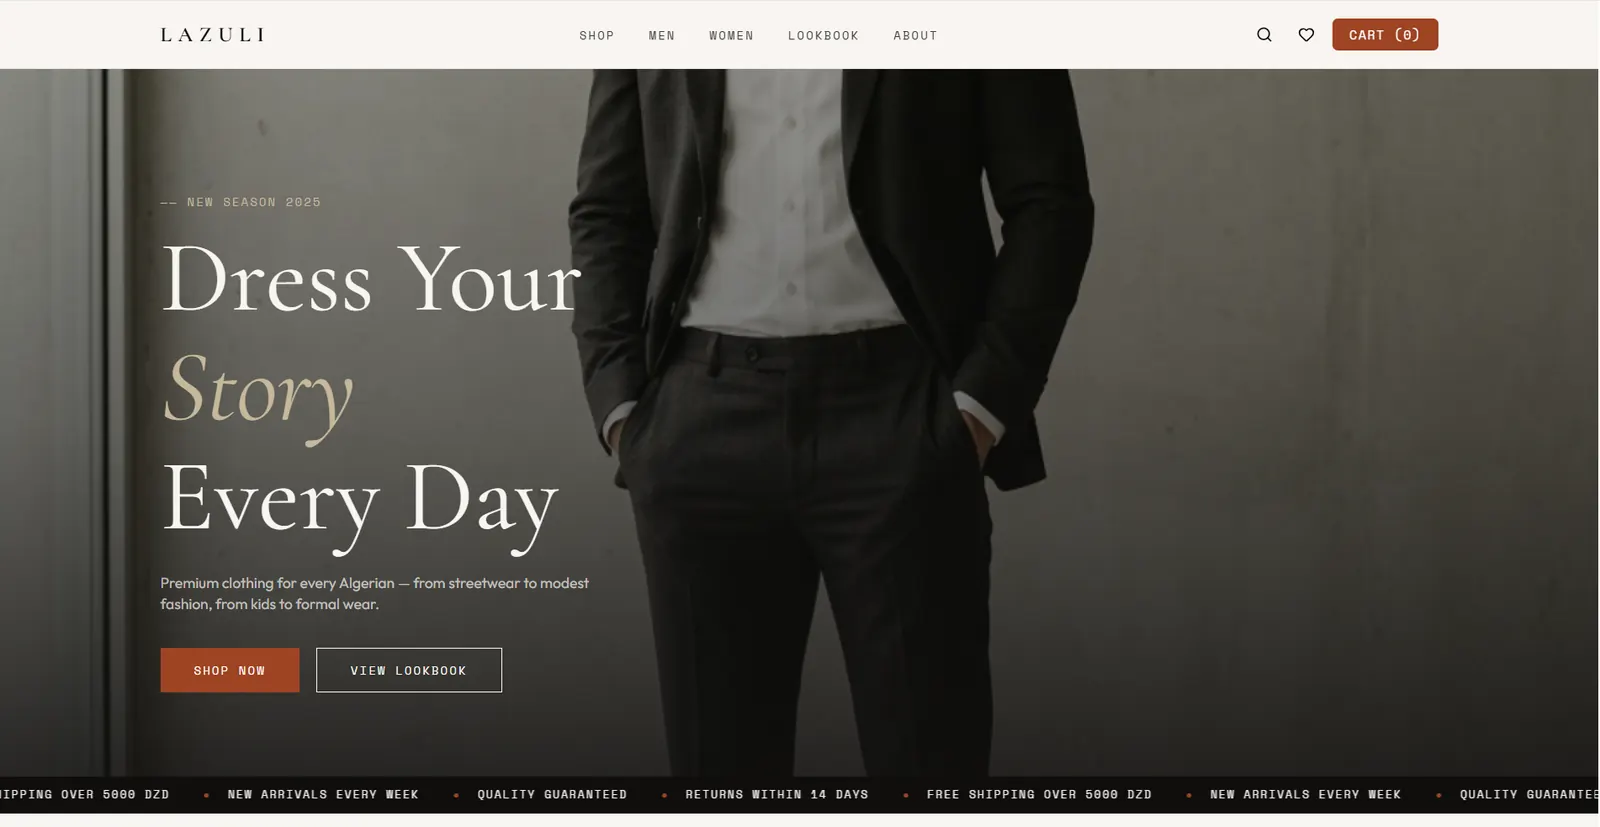 LAZULI
SHOP MEN WOMEN LOOKBOOK ABOUT
CART (0)
—— NEW SEASON 2025
Dress Your
Story
Every Day
Premium clothing for every Algerian — from streetwear to modest
fashion, from kids to formal wear.
SHOP NOW
VIEW LOOKBOOK
IPPING OVER 5000 DZD • NEW ARRIVALS EVERY WEEK • QUALITY GUARANTEED • RETURNS WITHIN 14 DAYS • FREE SHIPPING OVER 5000 DZD • NEW ARRIVALS EVERY WEEK • QUALITY GUARANTEE